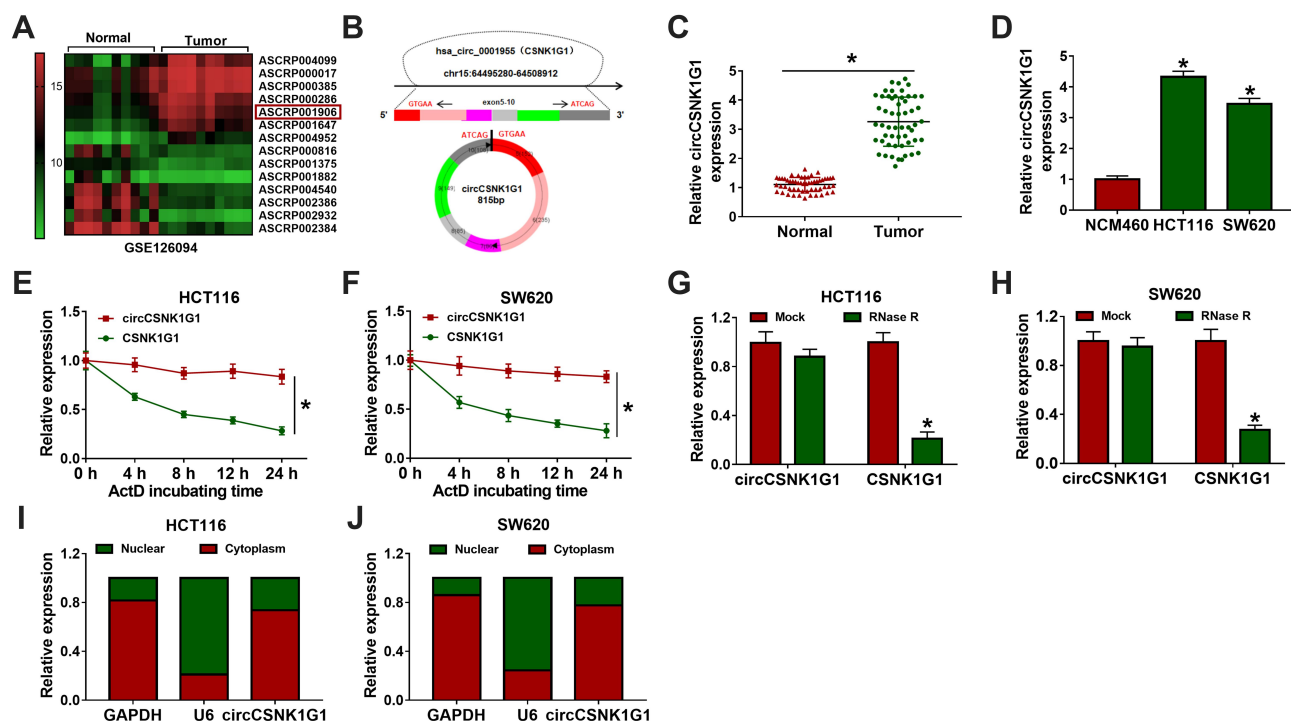 A
Normal
Tumor
15
10
ASCRP004099
ASCRP000017
ASCRP000385
ASCRP000286
ASCRP001906
ASCRP001647
ASCRP004952
ASCRP000816
ASCRP001375
ASCRP001882
ASCRP004540
ASCRP002386
ASCRP002932
ASCRP002384
GSE126094
B
hsa_circ_0001955（CSNK1G1）
chr15:64495280-64508912
GTGAA
exon5-10
ATCAG
5'
3'
ATCAG
GTGAA
circCSNK1G1
815bp
9(149)
8(85)
6(235)
C
Relative circCSNK1G1
expression
5
4
3
2
1
0
*
Normal
Tumor
D
Relative circCSNK1G1
expression
5
4
3
2
1
0
*
*
NCM460
HCT116
SW620
E
HCT116
Relative expression
1.5
1.0
0.5
0.0
circCSNK1G1
CSNK1G1
*
0 h
4 h
8 h
12 h
24 h
ActD incubating time
F
SW620
Relative expression
1.5
1.0
0.5
0.0
circCSNK1G1
CSNK1G1
*
0 h
4 h
8 h
12 h
24 h
ActD incubating time
G
HCT116
Mock
RNase R
Relative expression
1.2
0.8
0.4
0.0
*
circCSNK1G1
CSNK1G1
H
SW620
Mock
RNase R
Relative expression
1.2
0.8
0.4
0.0
*
circCSNK1G1
CSNK1G1
I
HCT116
Nuclear
Cytoplasm
Relative expression
1.2
0.8
0.4
0.0
GAPDH
U6
circCSNK1G1
J
SW620
Nuclear
Cytoplasm
Relative expression
1.2
0.8
0.4
0.0
GAPDH
U6
circCSNK1G1